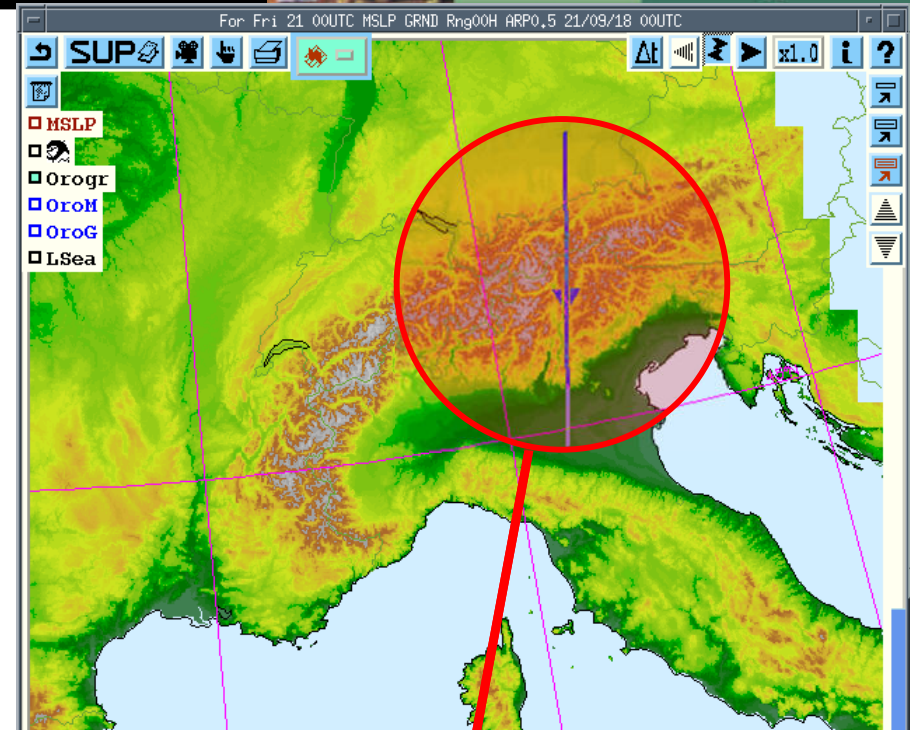 For Fri 21 00UTC MSLP GRND Rng00H ARP0.5 21/09/18 00UTC
SUP Δt x1.0 i ?
MSLP
Orogr
OroM
OroG
LSea